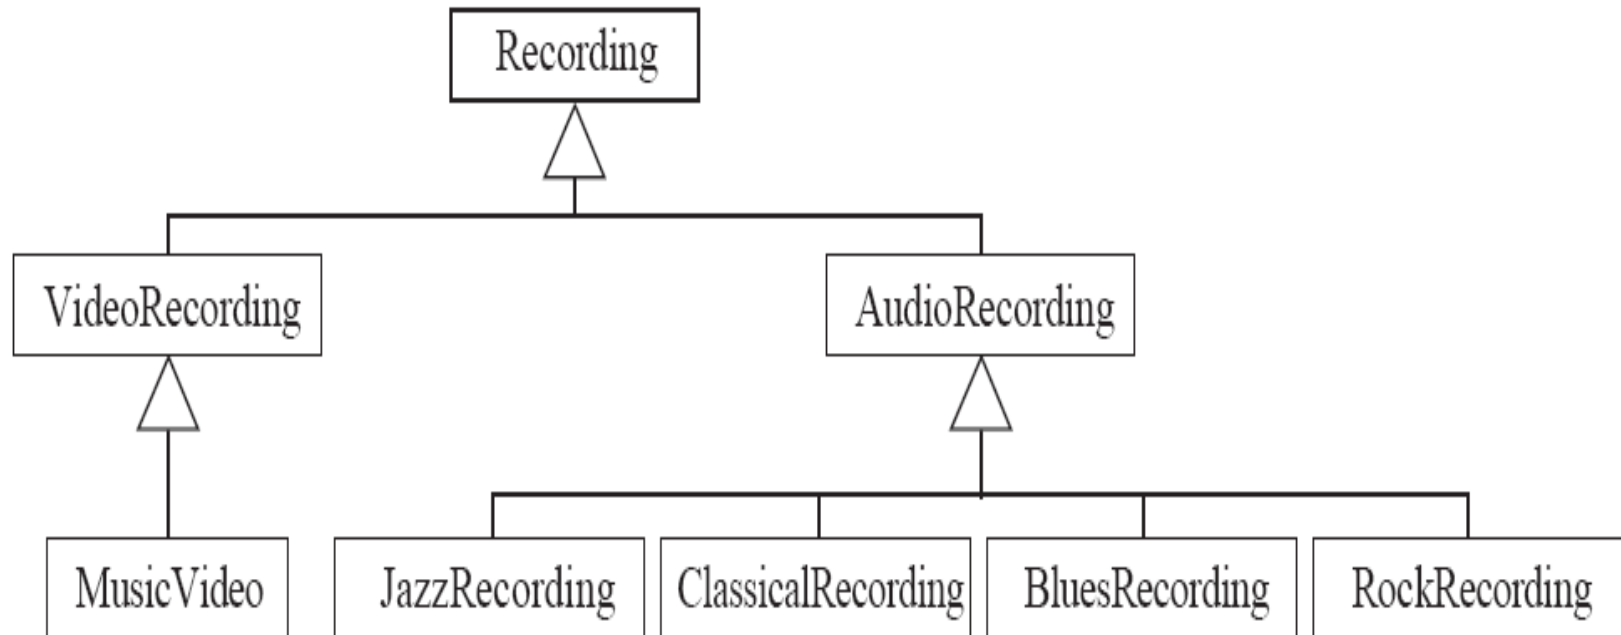 Recording
VideoRecording
AudioRecording
MusicVideo
JazzRecording
ClassicalRecording
BluesRecording
RockRecording